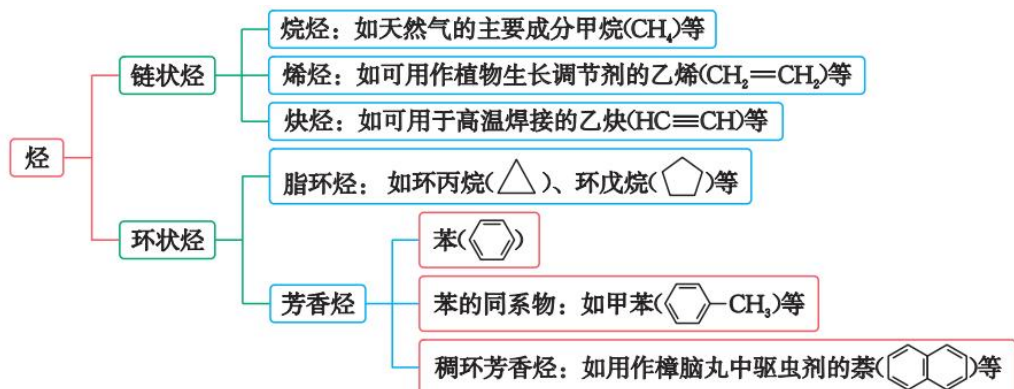 烷烃：如天然气的主要成分甲烷(CH₄)等
链状烃
烯烃：如可用作植物生长调节剂的乙烯(CH₂=CH₂)等
炔烃：如可用于高温焊接的乙炔(HC≡CH)等
烃
脂环烃：如环丙烷( )、环戊烷( )等
环状烃
苯( )
芳香烃
苯的同系物：如甲苯( -CH₃)等
稠环芳香烃：如用作樟脑丸中驱虫剂的萘( )等